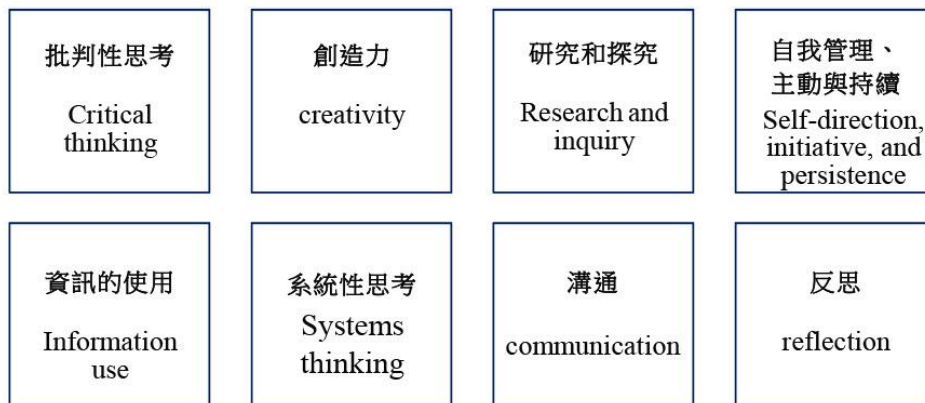 批判性思考
Critical
thinking
創造力
creativity
研究和探究
Research and
inquiry
自我管理、
主動與持續
Self-direction,
initiative, and
persistence
資訊的使用
Information
use
系統性思考
Systems
thinking
溝通
communication
反思
reflection